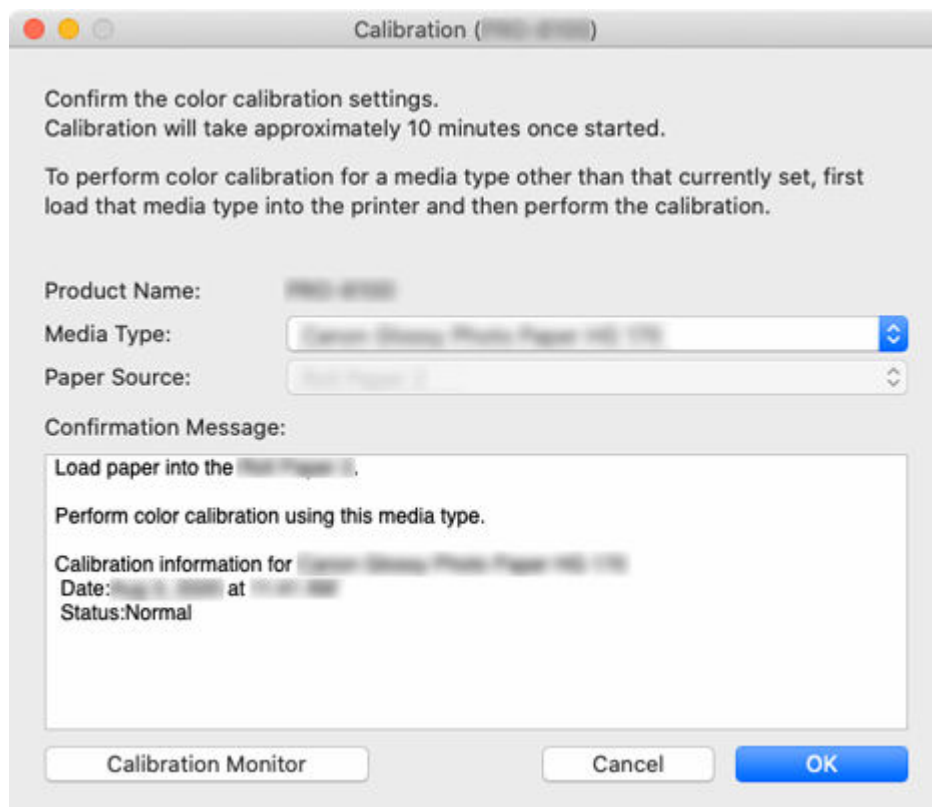 Calibration ( )
Confirm the color calibration settings.
Calibration will take approximately 10 minutes once started.
To perform color calibration for a media type other than that currently set, first
load that media type into the printer and then perform the calibration.
Product Name:
Media Type:
Paper Source:
Confirmation Message:
Load paper into the .
Perform color calibration using this media type.
Calibration information for
Date: at
Status:Normal
Calibration Monitor
Cancel
OK